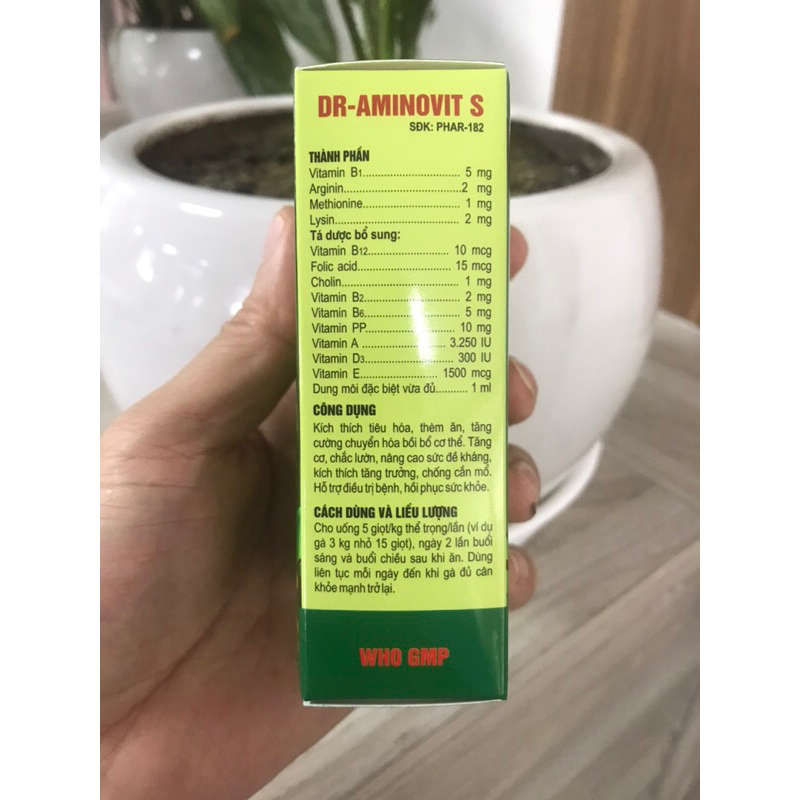 DR-AMINOVIT S
SĐK: PHAR-182
THÀNH PHẦN
Vitamin B1........................... 5 mg
Arginin................................2 mg
Methionine........................... 1 mg
Lysin.................................. 2 mg
Tá dược bổ sung:
Vitamin B12...................... 10 mcg
Folic acid......................... 15 mcg
Cholin................................. 1 mg
Vitamin B2.......................... 2 mg
Vitamin B6.......................... 5 mg
Vitamin PP....................... 10 mg
Vitamin A ...................... 3.250 IU
Vitamin D3....................... 300 IU
Vitamin E..................... 1500 mcg
Dung môi đặc biệt vừa đủ........ 1 ml
CÔNG DỤNG
Kích thích tiêu hóa, thèm ăn, tăng
cường chuyển hóa bồi bổ cơ thể. Tăng
cơ, chắc lườn, nâng cao sức đề kháng,
kích thích tăng trưởng, chống cắn mổ.
Hỗ trợ điều trị bệnh, hồi phục sức khỏe.
CÁCH DÙNG VÀ LIỀU LƯỢNG
Cho uống 5 giọt/kg thể trọng/lần (ví dụ
gà 3 kg nhỏ 15 giọt), ngày 2 lần buổi
sáng và buổi chiều sau khi ăn. Dùng
liên tục mỗi ngày đến khi gà đủ cân
khỏe mạnh trở lại.
WHO GMP